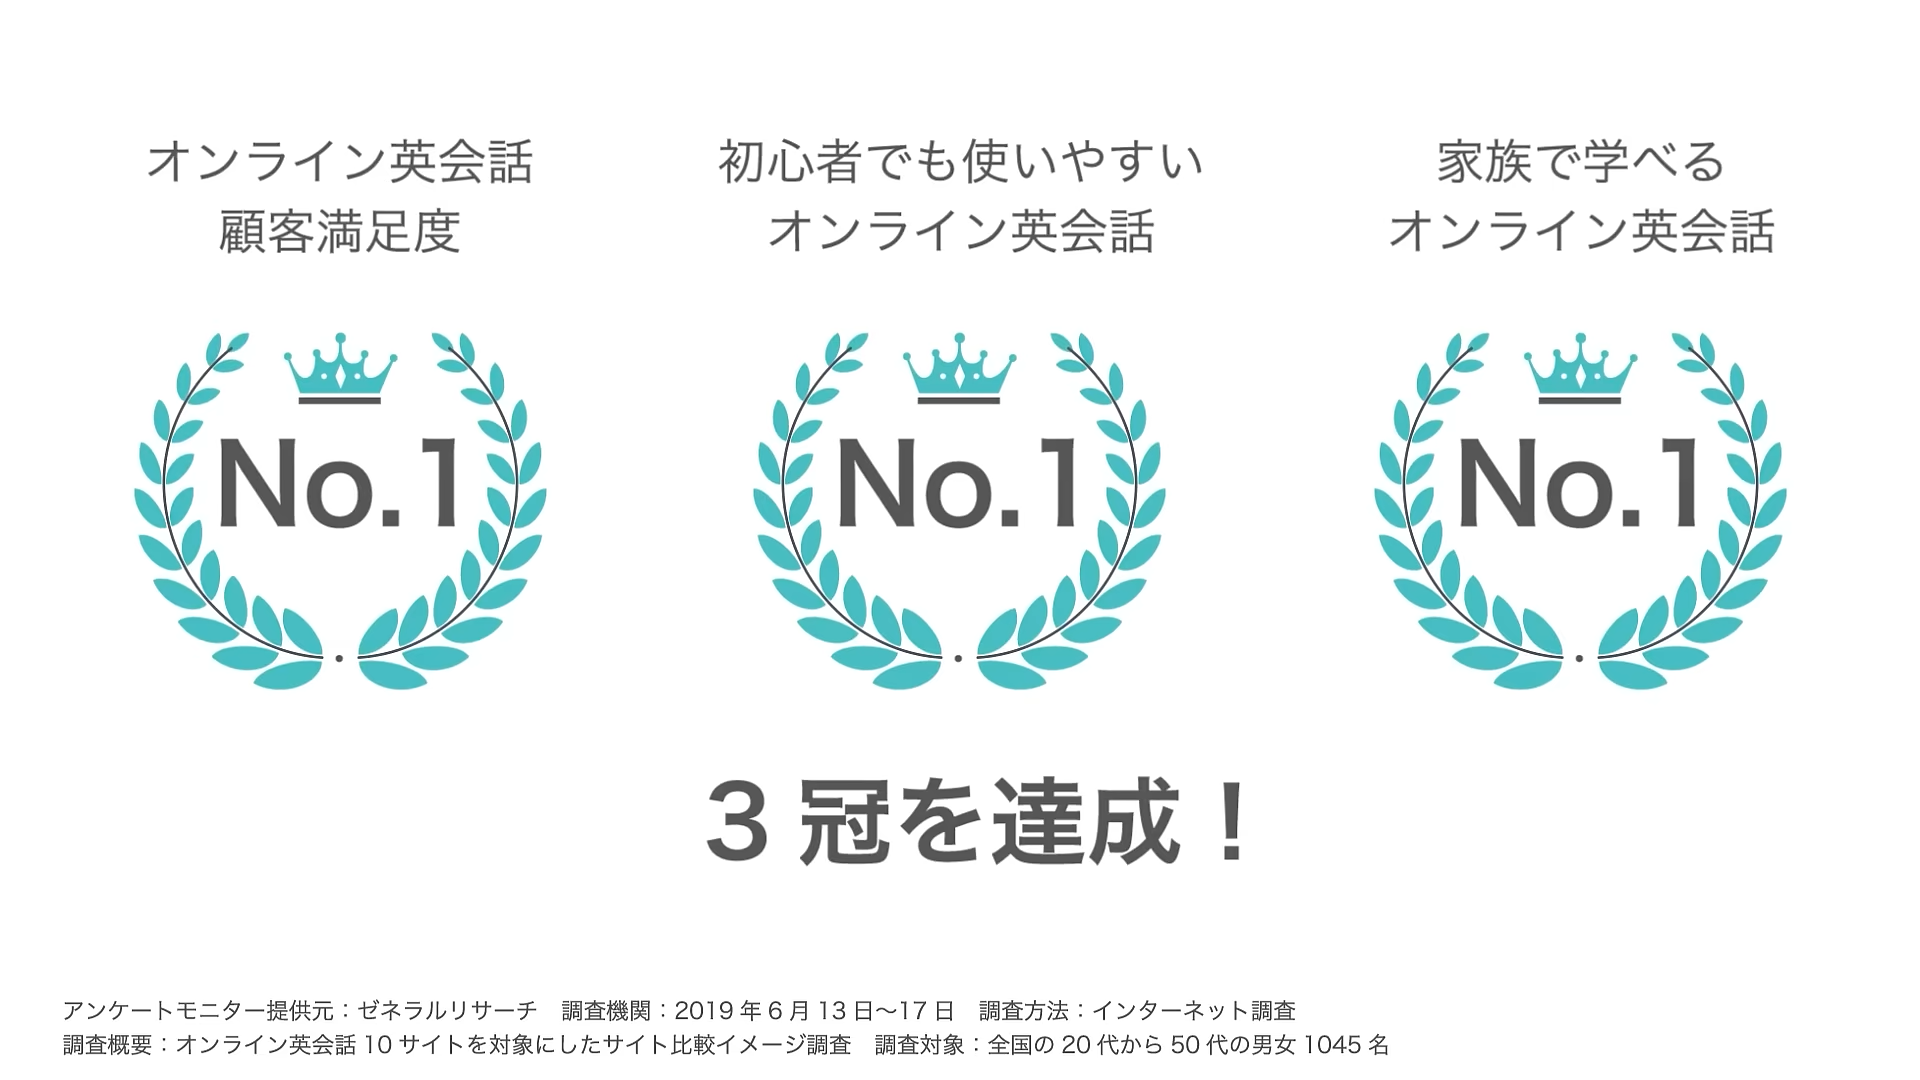 オンライン英会話
顧客満足度
初心者でも使いやすい
オンライン英会話
家族で学べる
オンライン英会話
No.1
No.1
No.1
3冠を達成！
アンケートモニター提供元：ゼネラルリサーチ　調査機関：2019年6月13日〜17日　調査方法：インターネット調査
調査概要：オンライン英会話10サイトを対象にしたサイト比較イメージ調査　調査対象：全国の20代から50代の男女1045名